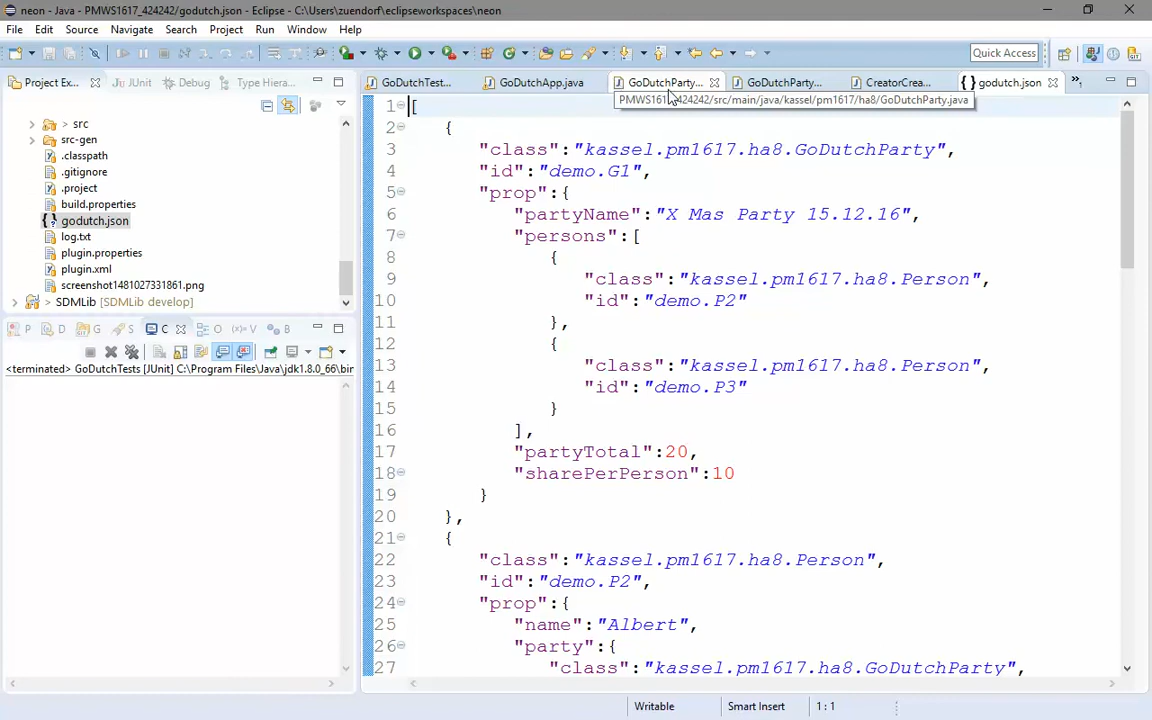 neon - Java - PMWS1617_424242/godutch.json - Eclipse - C:\Users\zuendorf\eclipseworkspaces\neon
File Edit Source Refactor Navigate Search Project Run Window Help
Quick Access
Project Ex... JUnit Debug Type Hiera...
GoDutchTest... GoDutchApp.java GoDutchParty... GoDutchParty... CreatorCrea... godutch.json
PMWS1617_424242/src/main/java/kassel/pm1617/ha8/GoDutchParty.java
> src
src-gen
.classpath
.gitignore
.project
build.properties
godutch.json
log.txt
plugin.properties
plugin.xml
screenshot1481027331861.png
> SDMLib [SDMLib develop]
P D G S C O (x)= V B
<terminated> GoDutchTests [JUnit] C:\Program Files\Java\jdk1.8.0_66\bin
1 [
2 {
3 "class":"kassel.pm1617.ha8.GoDutchParty",
4 "id":"demo.G1",
5 "prop":{
6 "partyName":"X Mas Party 15.12.16",
7 "persons":[
8 {
9 "class":"kassel.pm1617.ha8.Person",
10 "id":"demo.P2"
11 },
12 {
13 "class":"kassel.pm1617.ha8.Person",
14 "id":"demo.P3"
15 }
16 ],
17 "partyTotal":20,
18 "sharePerPerson":10
19 }
20 },
21 {
22 "class":"kassel.pm1617.ha8.Person",
23 "id":"demo.P2",
24 "prop":{
25 "name":"Albert",
26 "party":{
27 "class":"kassel.pm1617.ha8.GoDutchParty",
Writable Smart Insert 1 : 1